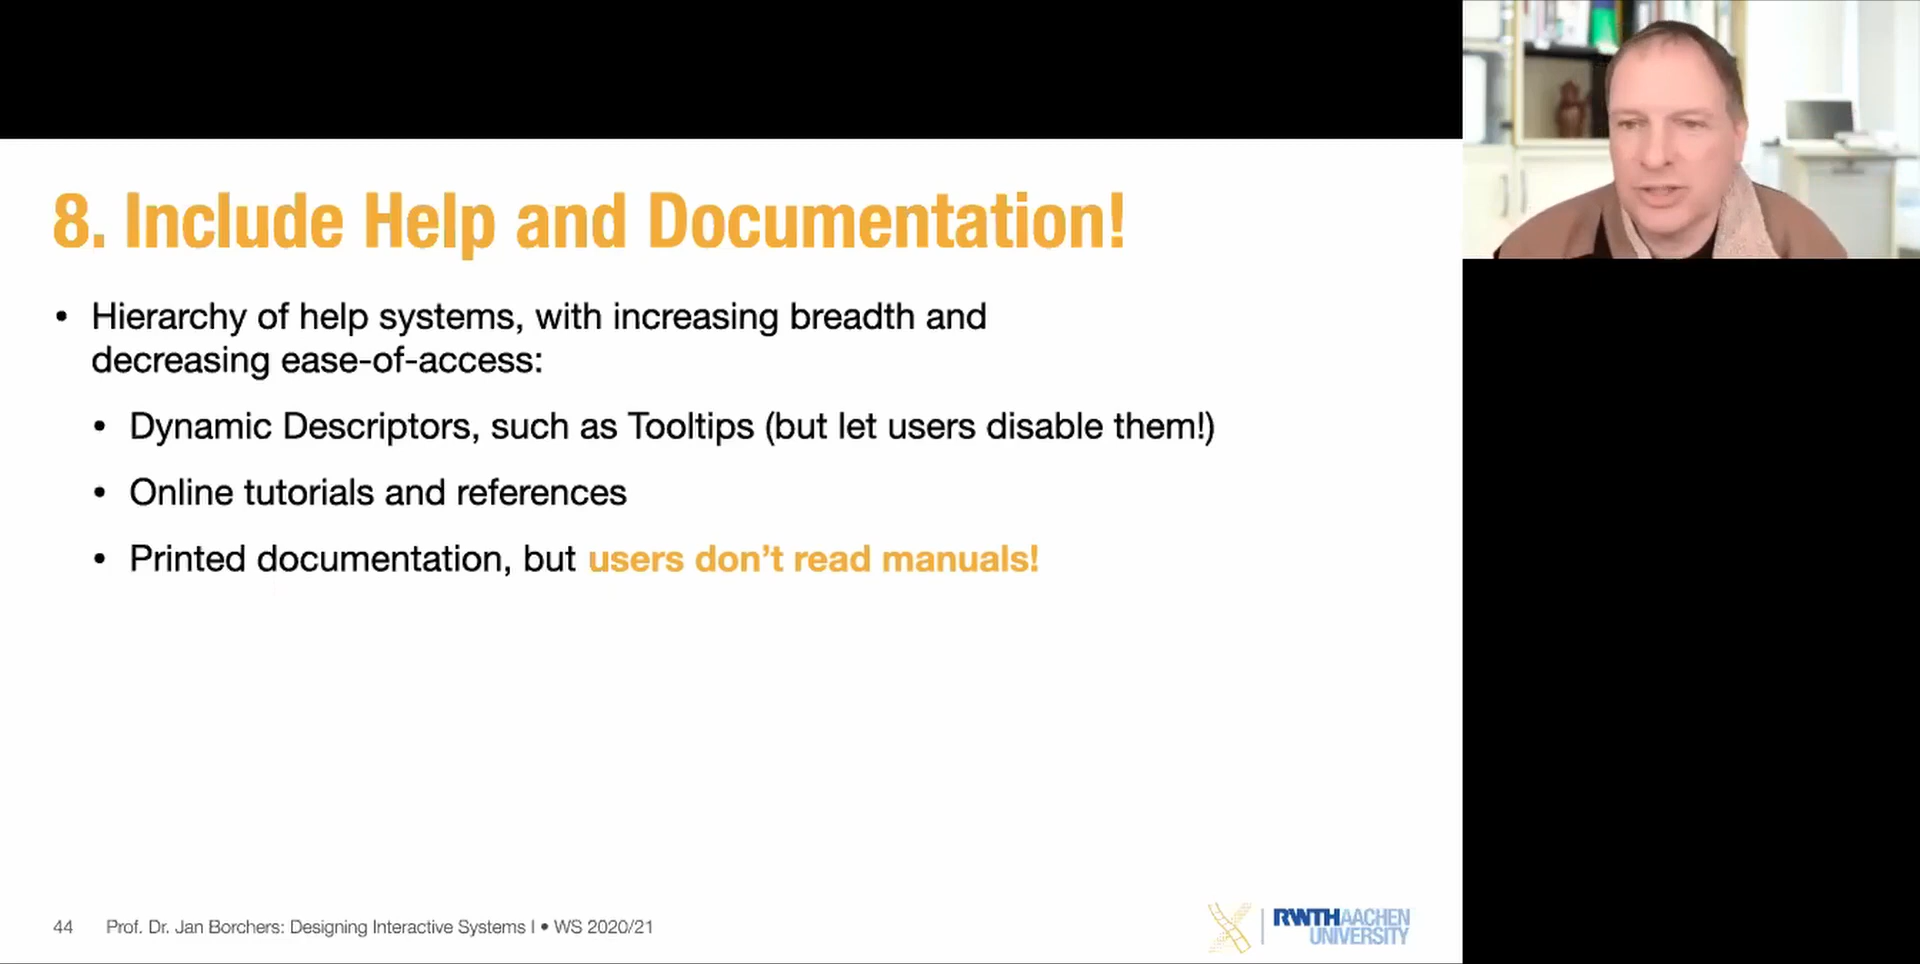 8. Include Help and Documentation!
• Hierarchy of help systems, with increasing breadth and
decreasing ease-of-access:
• Dynamic Descriptors, such as Tooltips (but let users disable them!)
• Online tutorials and references
• Printed documentation, but users don’t read manuals!
44 Prof. Dr. Jan Borchers: Designing Interactive Systems I • WS 2020/21
RWTHAACHEN
UNIVERSITY